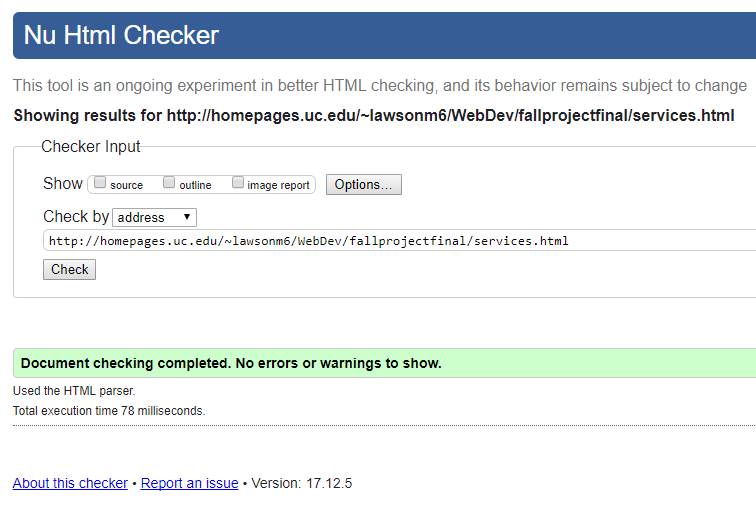 Nu Html Checker
This tool is an ongoing experiment in better HTML checking, and its behavior remains subject to change
Showing results for http://homepages.uc.edu/~lawsonm6/WebDev/fallprojectfinal/services.html
Checker Input
Show source outline image report Options...
Check by address
http://homepages.uc.edu/~lawsonm6/WebDev/fallprojectfinal/services.html
Check
Document checking completed. No errors or warnings to show.
Used the HTML parser.
Total execution time 78 milliseconds.
About this checker • Report an issue • Version: 17.12.5